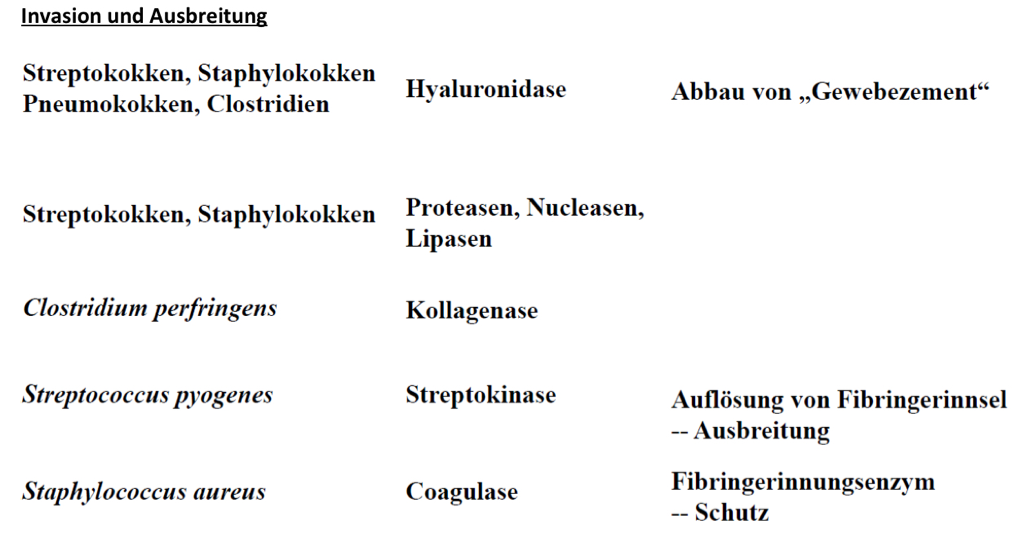 Invasion und Ausbreitung
Streptokokken, Staphylokokken
Pneumokokken, Clostridien
Hyaluronidase
Abbau von „Gewebezement“
Streptokokken, Staphylokokken
Proteasen, Nucleasen,
Lipasen
Clostridium perfringens
Kollagenase
Streptococcus pyogenes
Streptokinase
Auflösung von Fibringerinnsel
-- Ausbreitung
Staphylococcus aureus
Coagulase
Fibringerinnungsenzym
-- Schutz